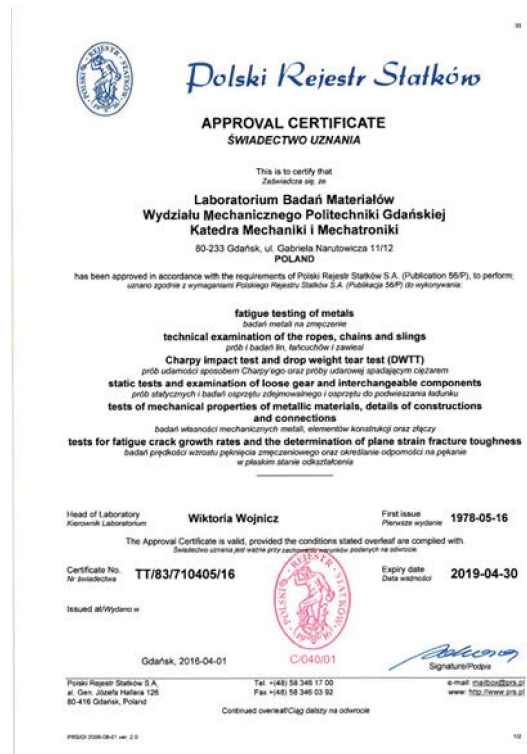 Polski Rejestr Statków
APPROVAL CERTIFICATE
ŚWIADECTWO UZNANIA
This is to certify that
Zaświadcza się, że
Laboratorium Badań Materiałów
Wydziału Mechanicznego Politechniki Gdańskiej
Katedra Mechaniki i Mechatroniki
80-233 Gdańsk, ul. Gabriela Narutowicza 11/12
POLAND
has been approved in accordance with the requirements of Polski Rejestr Statków S.A. (Publication 56/P), to perform:
uznano zgodnie z wymaganiami Polskiego Rejestru Statków S.A. (Publikacja 56/P) do wykonywania:
fatigue testing of metals
badań metali na zmęczenie
technical examination of the ropes, chains and slings
prób i badań lin, łańcuchów i zawiesi
Charpy impact test and drop weight tear test (DWTT)
prób udarności sposobem Charpy'ego oraz próby udarowej spadającym ciężarem
static tests and examination of loose gear and interchangeable components
prób statycznych i badań osprzętu zdejmowalnego i osprzętu do podwieszania ładunku
tests of mechanical properties of metallic materials, details of constructions
and connections
badań własności mechanicznych metali, elementów konstrukcji oraz złączy
tests for fatigue crack growth rates and the determination of plane strain fracture toughness
badań prędkości wzrostu pęknięcia zmęczeniowego oraz określanie odporności na pękanie
w płaskim stanie odkształcenia
Head of Laboratory
Kierownik Laboratorium
Wiktoria Wojnicz
First issue
Pierwsze wydanie
1978-05-16
The Approval Certificate is valid, provided the conditions stated overleaf are complied with.
Świadectwo uznania jest ważne przy zachowaniu warunków podanych na odwrocie.
Certificate No.
Nr świadectwa
TT/83/710405/16
POLSKI REJESTR STATKÓW
Expiry date
Data ważności
2019-04-30
Issued at/Wydano w
Gdańsk, 2016-04-01
C/040/01
Signature/Podpis
Polski Rejestr Statków S.A.
al. Gen. Józefa Hallera 126
80-416 Gdańsk, Poland
Tel. +(48) 58 346 17 00
Fax +(48) 58 346 03 92
e-mail: mailbox@prs.pl
www: http://www.prs.pl
Continued overleaf/Ciąg dalszy na odwrocie
1/2